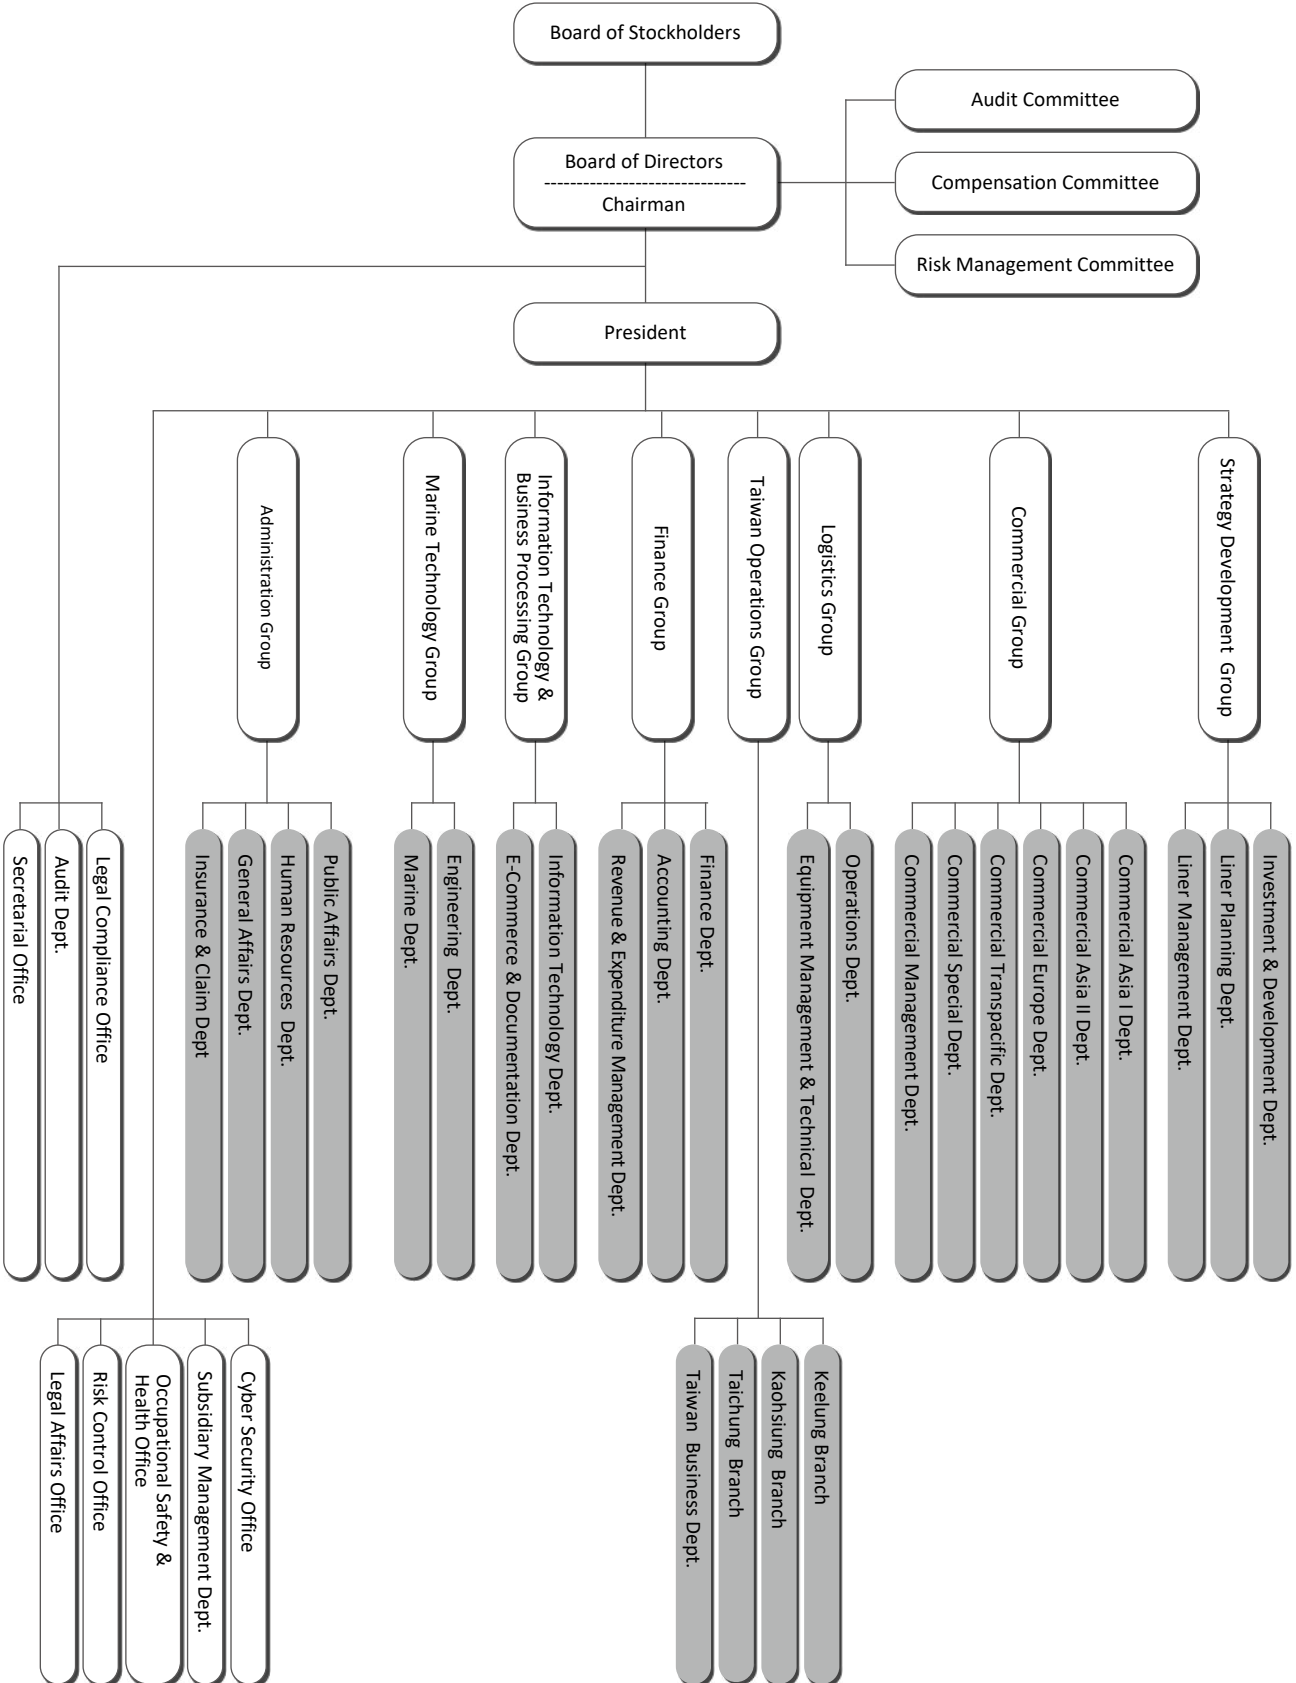 Board of Stockholders
Audit Committee
Board of Directors
--------------------------------
Chairman
Compensation Committee
Risk Management Committee
President
Administration Group
Marine Technology Group
Information Technology &
Business Processing Group
Finance Group
Taiwan Operations Group
Logistics Group
Commercial Group
Strategy Development Group
Secretarial Office
Audit Dept.
Legal Compliance Office
Insurance & Claim Dept
General Affairs Dept.
Human Resources Dept.
Public Affairs Dept.
Marine Dept.
Engineering Dept.
E-Commerce & Documentation Dept.
Information Technology Dept.
Revenue & Expenditure Management Dept.
Accounting Dept.
Finance Dept.
Equipment Management & Technical Dept.
Operations Dept.
Commercial Management Dept.
Commercial Special Dept.
Commercial Transpacific Dept.
Commercial Europe Dept.
Commercial Asia II Dept.
Commercial Asia I Dept.
Liner Management Dept.
Liner Planning Dept.
Investment & Development Dept.
Legal Affairs Office
Risk Control Office
Occupational Safety &
Health Office
Subsidiary Management Dept.
Cyber Security Office
Taiwan Business Dept.
Taichung Branch
Kaohsiung Branch
Keelung Branch